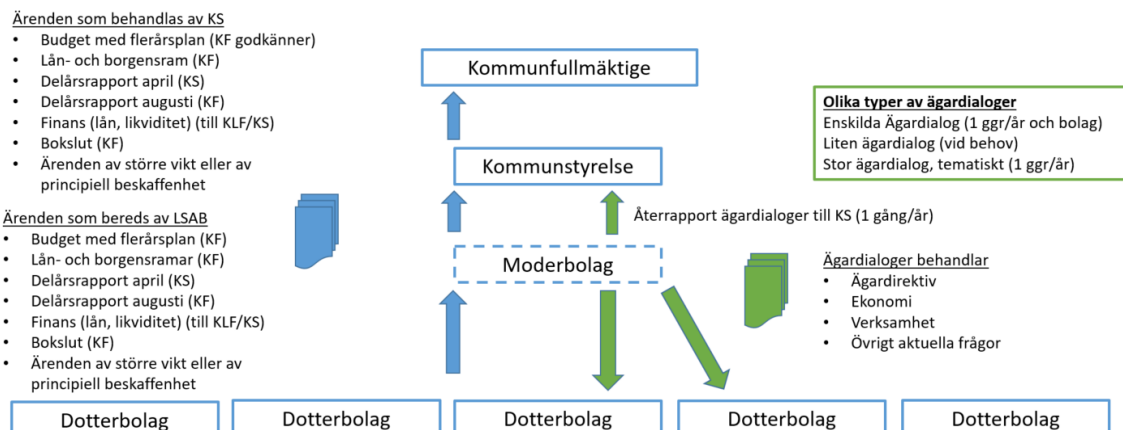 Ärenden som behandlas av KS
• Budget med flerårsplan (KF godkänner)
• Lån- och borgensram (KF)
• Delårsrapport april (KS)
• Delårsrapport augusti (KF)
• Finans (lån, likviditet) (till KLF/KS)
• Bokslut (KF)
• Ärenden av större vikt eller av
principiell beskaffenhet
Ärenden som bereds av LSAB
• Budget med flerårsplan (KF)
• Lån- och borgensramar (KF)
• Delårsrapport april (KS)
• Delårsrapport augusti (KF)
• Finans (lån, likviditet) (till KLF/KS)
• Bokslut (KF)
• Ärenden av större vikt eller av
principiell beskaffenhet
Kommunfullmäktige
Kommunstyrelse
Återrapport ägardialoger till KS (1 gång/år)
Moderbolag
Olika typer av ägardialoger
Enskilda Ägardialog (1 ggr/år och bolag)
Liten ägardialog (vid behov)
Stor ägardialog, tematiskt (1 ggr/år)
Ägardialoger behandlar
• Ägardirektiv
• Ekonomi
• Verksamhet
• Övrigt aktuella frågor
Dotterbolag
Dotterbolag
Dotterbolag
Dotterbolag
Dotterbolag